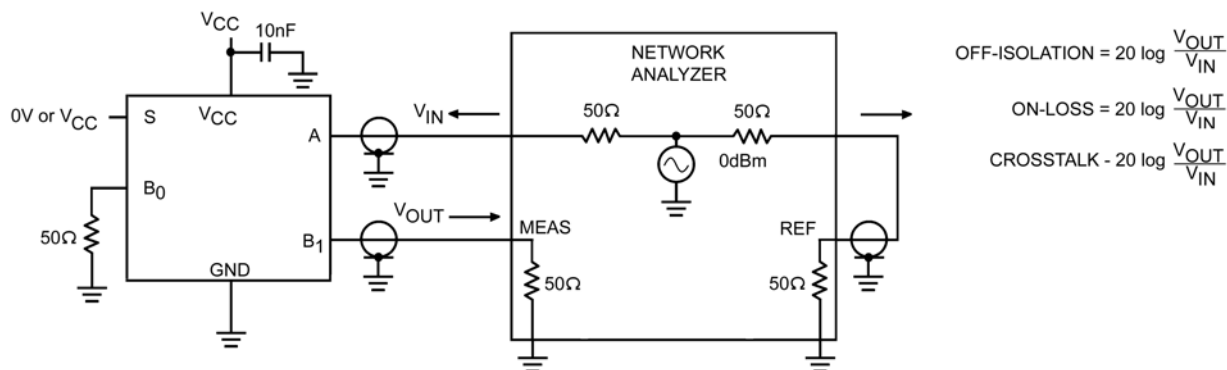 VCC
10nF
0V or VCC
S
VCC
A
B0
50Ω
B1
GND
VIN
VOUT
NETWORK
ANALYZER
50Ω
50Ω
0dBm
MEAS
REF
50Ω
50Ω
OFF-ISOLATION = 20 log VOUT/VIN
ON-LOSS = 20 log VOUT/VIN
CROSSTALK - 20 log VOUT/VIN